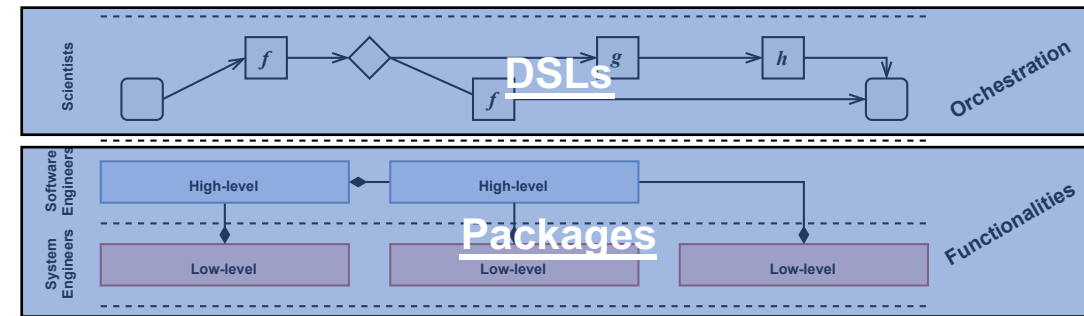 Scientists
f
g
h
f
DSLs
Orchestration
Software
Engineers
High-level
High-level
Packages
Functionalities
System
Engineers
Low-level
Low-level
Low-level